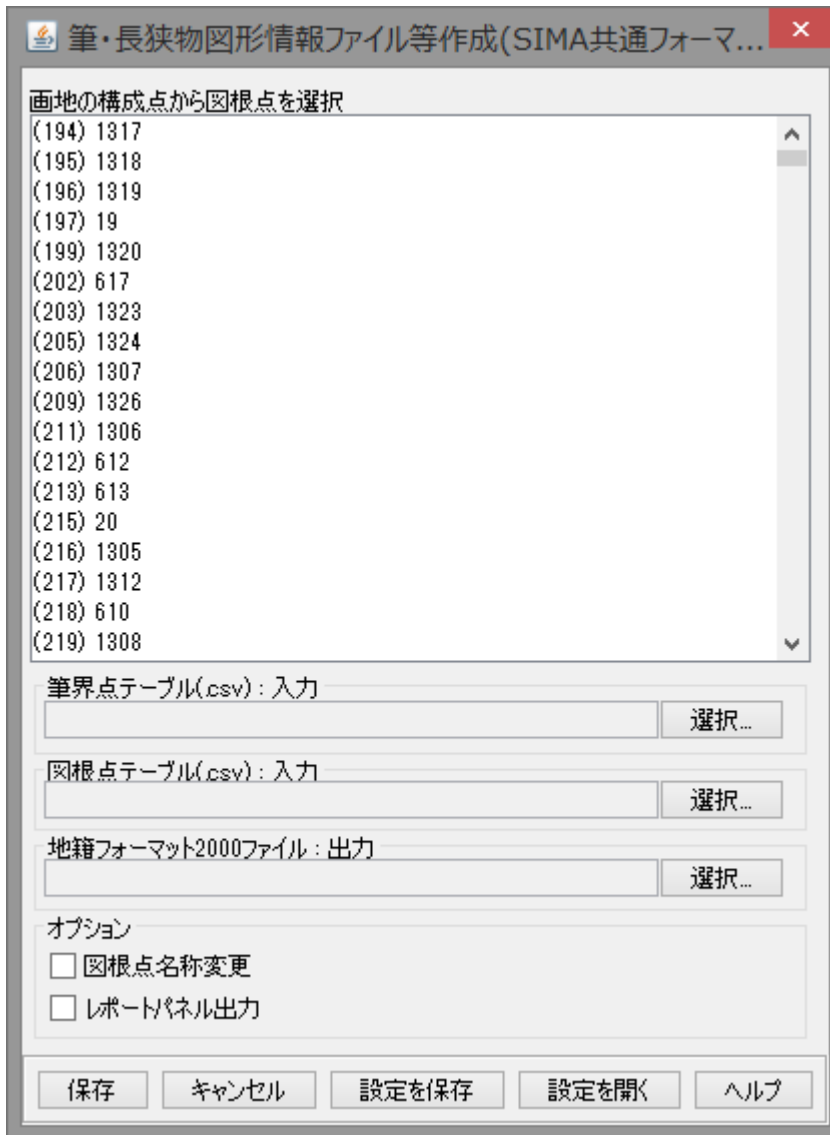 筆・長狭物図形情報ファイル等作成(SIMA共通フォーマ...
画地の構成点から図根点を選択
(194) 1317
(195) 1318
(196) 1319
(197) 19
(199) 1320
(202) 617
(203) 1323
(205) 1324
(206) 1307
(209) 1326
(211) 1306
(212) 612
(213) 613
(215) 20
(216) 1305
(217) 1312
(218) 610
(219) 1308
筆界点テーブル(.csv)：入力
選択...
図根点テーブル(.csv)：入力
選択...
地籍フォーマット2000ファイル：出力
選択...
オプション
図根点名称変更
レポートパネル出力
保存 キャンセル 設定を保存 設定を開く ヘルプ